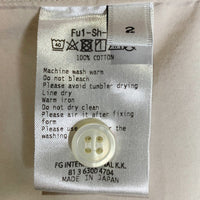 Fu1-Sh-
2
40
100% COTTON
Machine wash warm
Do not bleach
Please avoid tumbler drying
Line dry
Warm iron
Do not dry clean
Please air it after fixing
form
FG INTER AL K.K.
81 3 6300 4704
MADE IN JAPAN